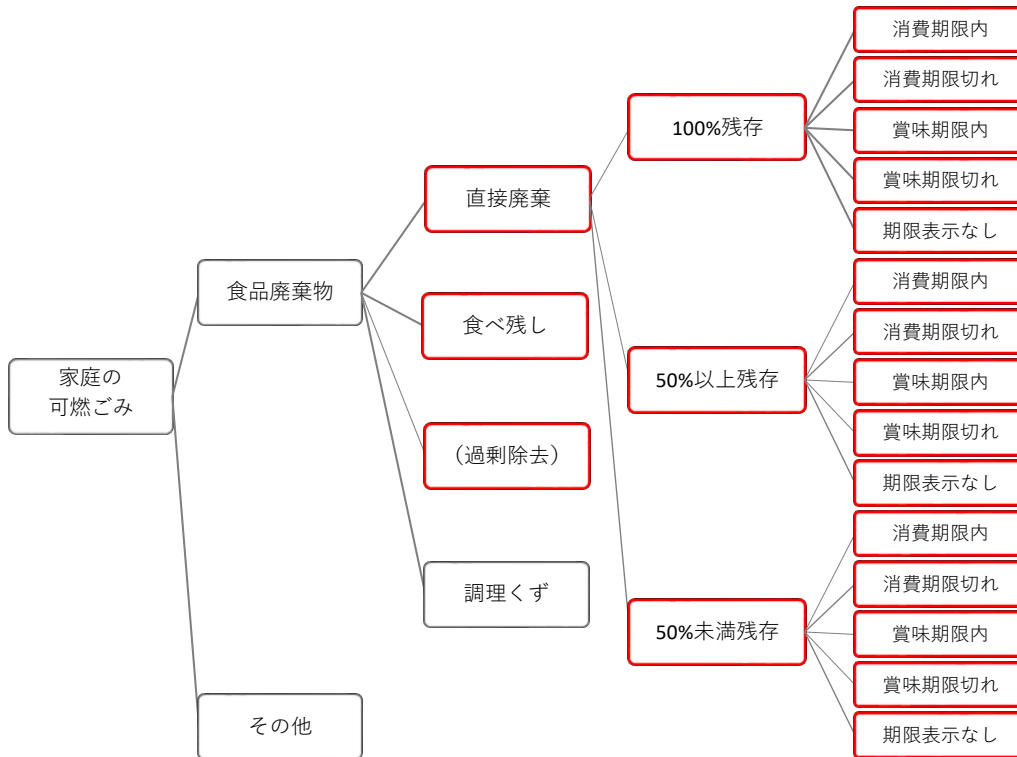 家庭の
可燃ごみ
食品廃棄物
その他
直接廃棄
食べ残し
（過剰除去）
調理くず
100%残存
50%以上残存
50%未満残存
消費期限内
消費期限切れ
賞味期限内
賞味期限切れ
期限表示なし
消費期限内
消費期限切れ
賞味期限内
賞味期限切れ
期限表示なし
消費期限内
消費期限切れ
賞味期限内
賞味期限切れ
期限表示なし